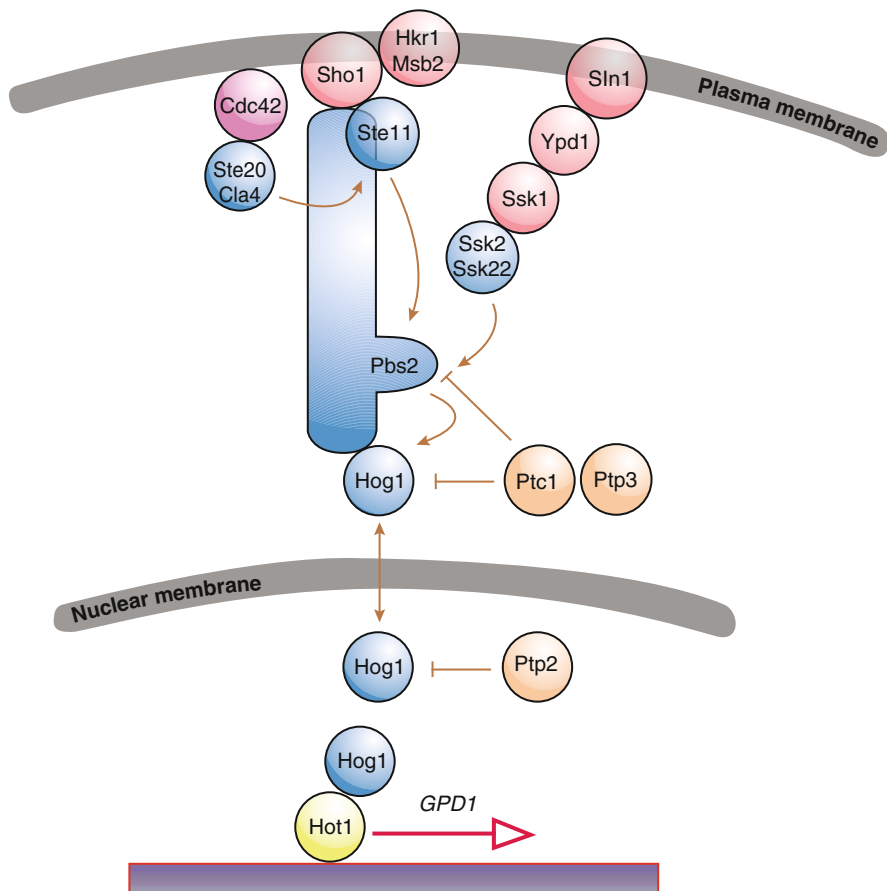 Hkr1
Msb2
Sho1
Sln1
Plasma membrane
Cdc42
Ste11
Ypd1
Ste20
Cla4
Ssk1
Ssk2
Ssk22
Pbs2
Hog1
Ptc1
Ptp3
Nuclear membrane
Hog1
Ptp2
Hog1
GPD1
Hot1